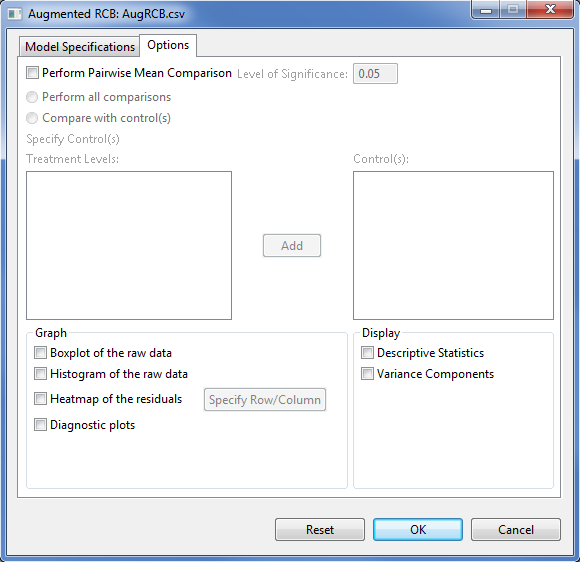 Augmented RCB: AugRCB.csv
Model Specifications Options
Perform Pairwise Mean Comparison Level of Significance: 0.05
Perform all comparisons
Compare with control(s)
Specify Control(s)
Treatment Levels: Control(s):
Add
Graph
Boxplot of the raw data
Histogram of the raw data
Heatmap of the residuals Specify Row/Column
Diagnostic plots
Display
Descriptive Statistics
Variance Components
Reset OK Cancel